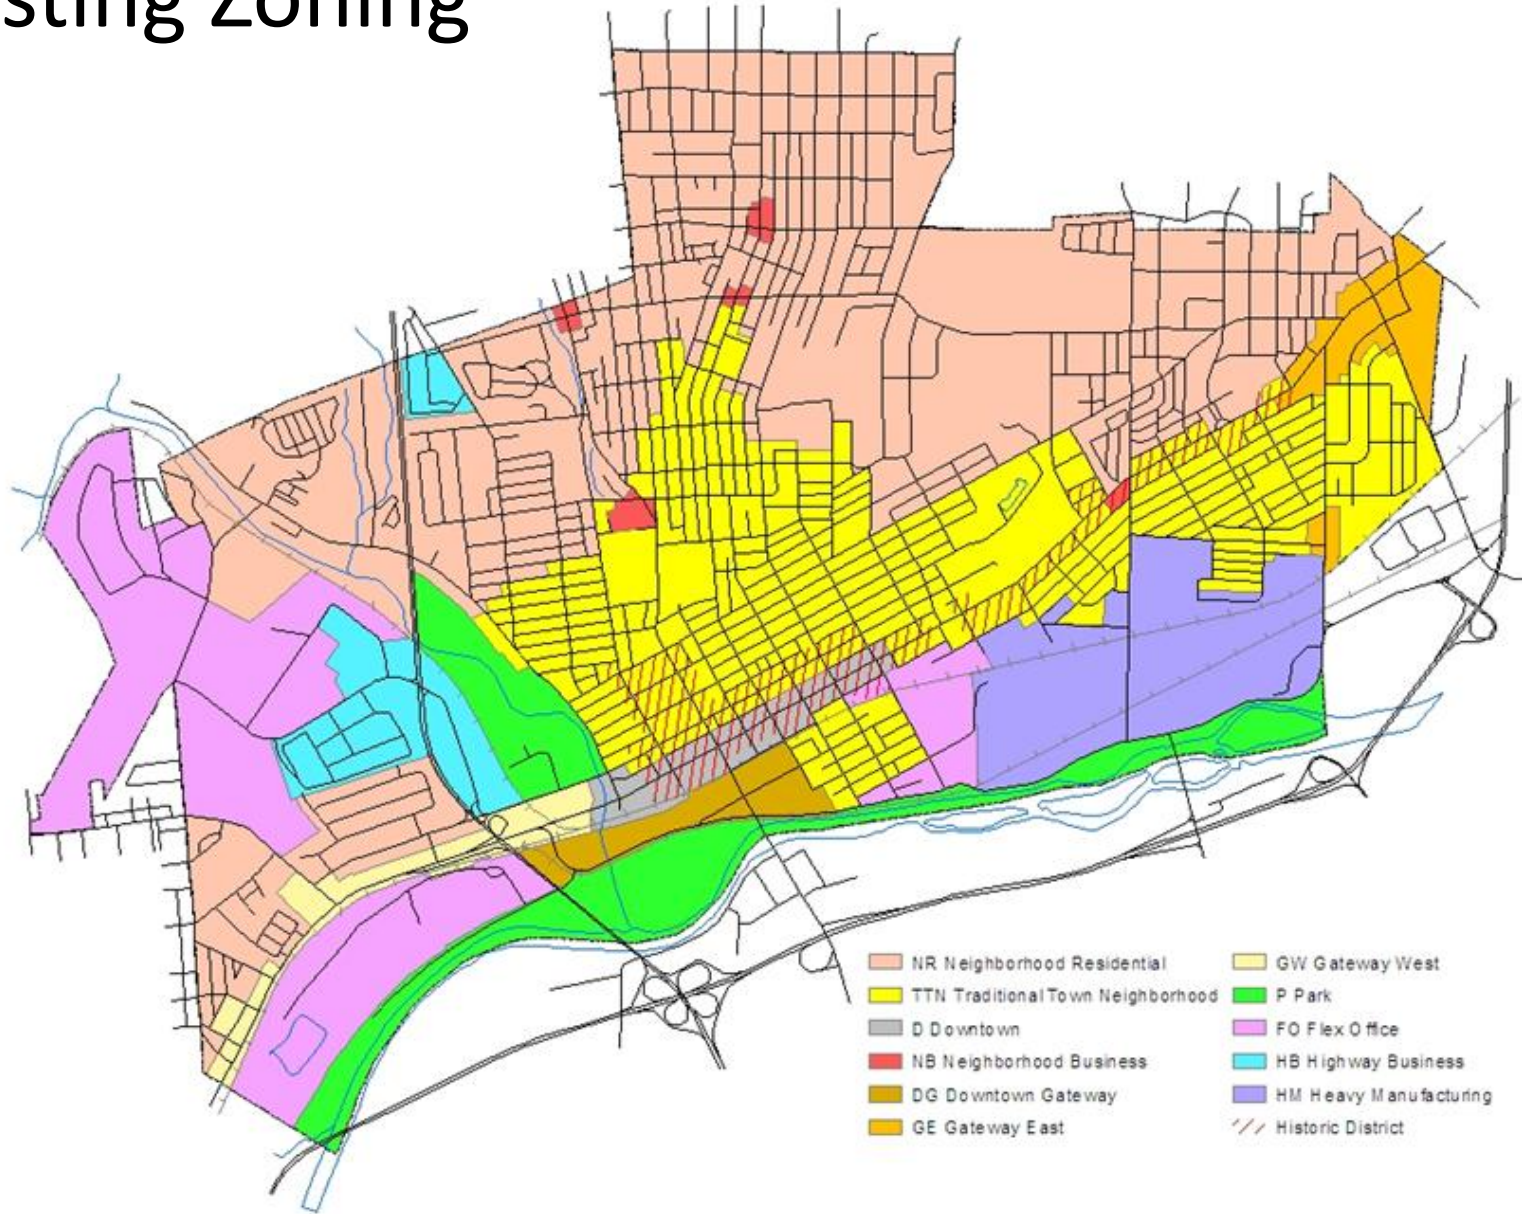 sting Zoning
NR Neighborhood Residential
TTN Traditional Town Neighborhood
D Downtown
NB Neighborhood Business
DG Downtown Gateway
GE Gateway East
GW Gateway West
P Park
FO Flex Office
HB Highway Business
HM Heavy Manufacturing
Historic District